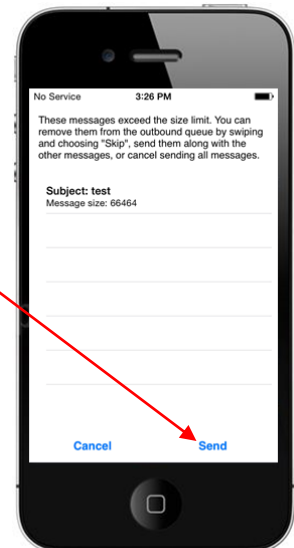 No Service 3:26 PM
These messages exceed the size limit. You can
remove them from the outbound queue by swiping
and choosing "Skip", send them along with the
other messages, or cancel sending all messages.
Subject: test
Message size: 66464
Cancel Send